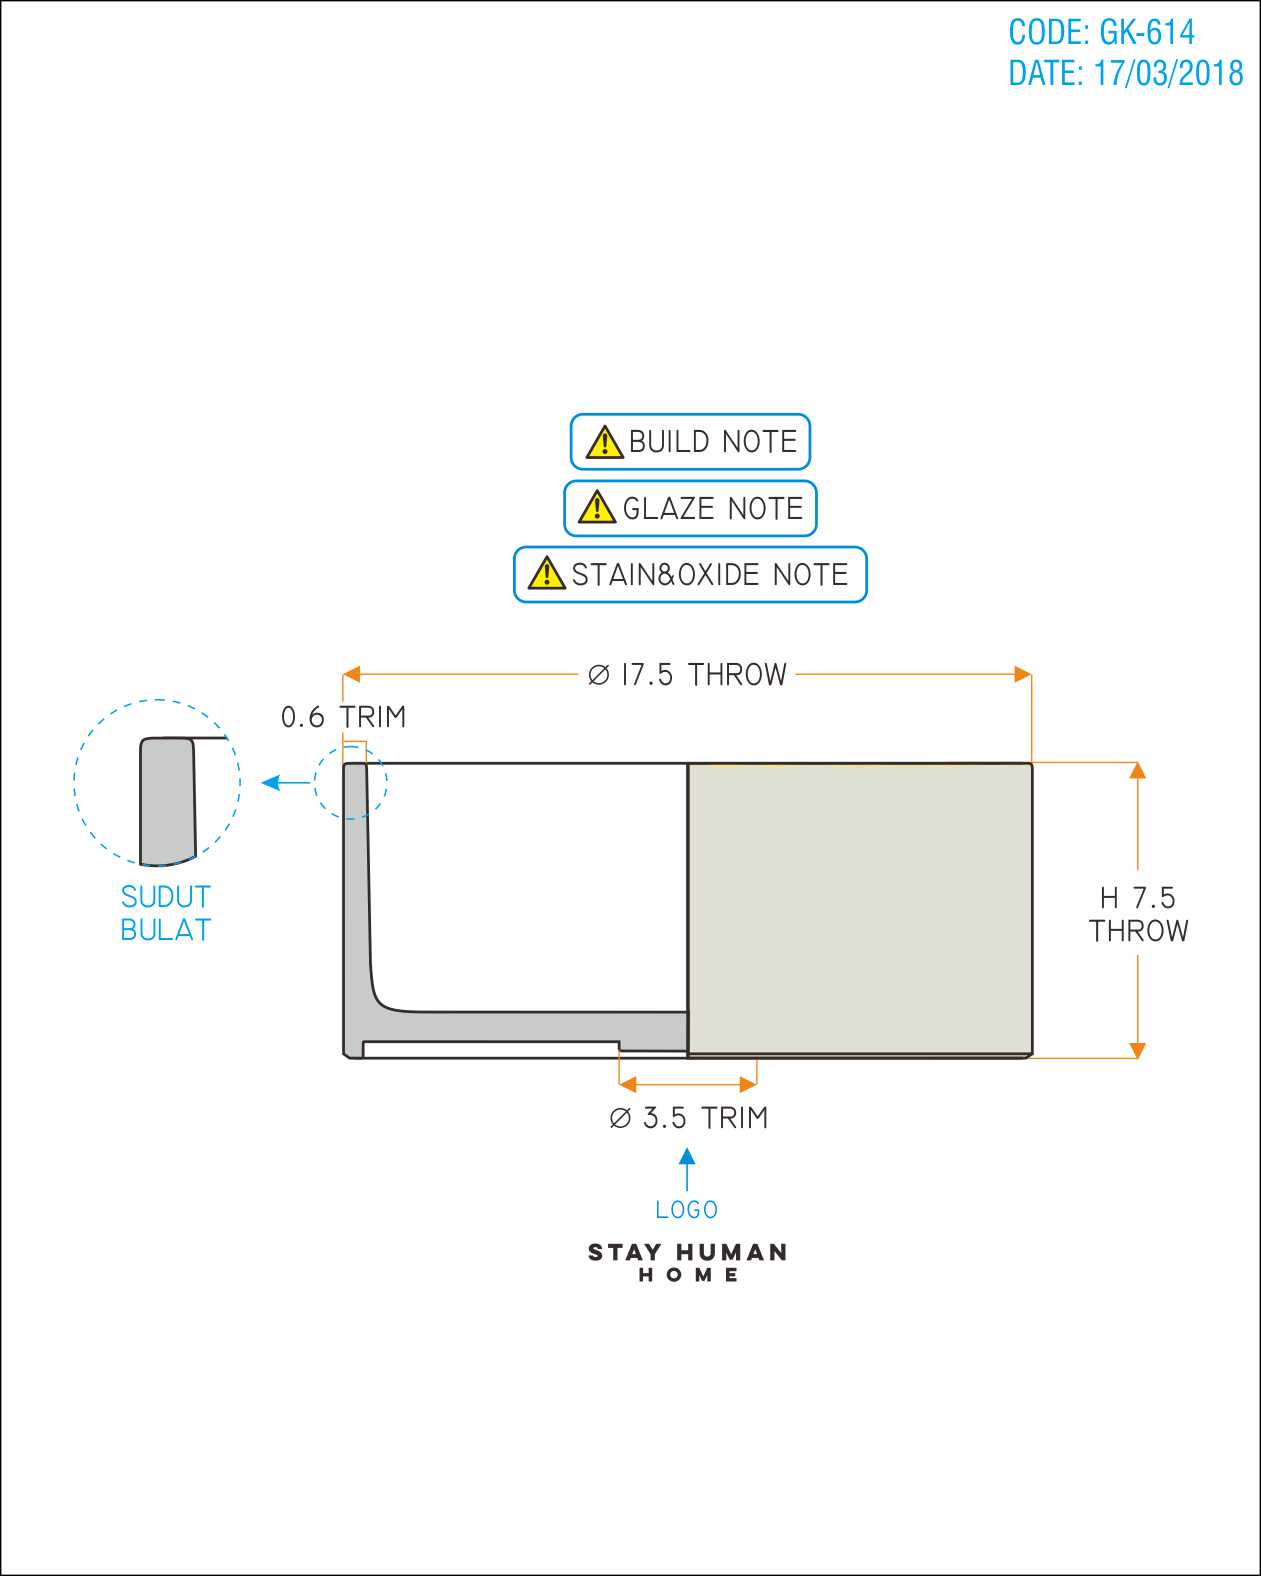 CODE: GK-614
DATE: 17/03/2018
BUILD NOTE
GLAZE NOTE
STAIN&OXIDE NOTE
Ø 17.5 THROW
0.6 TRIM
SUDUT
BULAT
H 7.5
THROW
Ø 3.5 TRIM
LOGO
STAY HUMAN
HOME